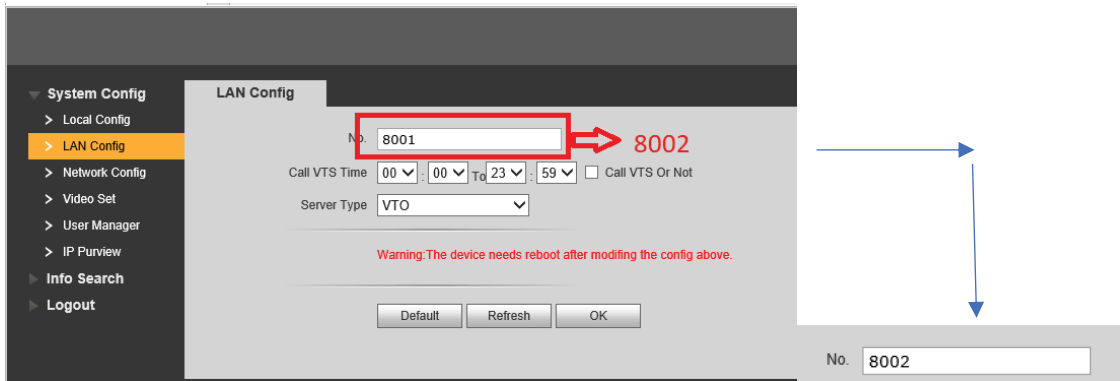 System Config
Local Config
LAN Config
Network Config
Video Set
User Manager
IP Purview
Info Search
Logout
LAN Config
No. 8001 8002
Call VTS Time 00 : 00 To 23 : 59 Call VTS Or Not
Server Type VTO
Warning:The device needs reboot after modifing the config above.
Default Refresh OK
No. 8002